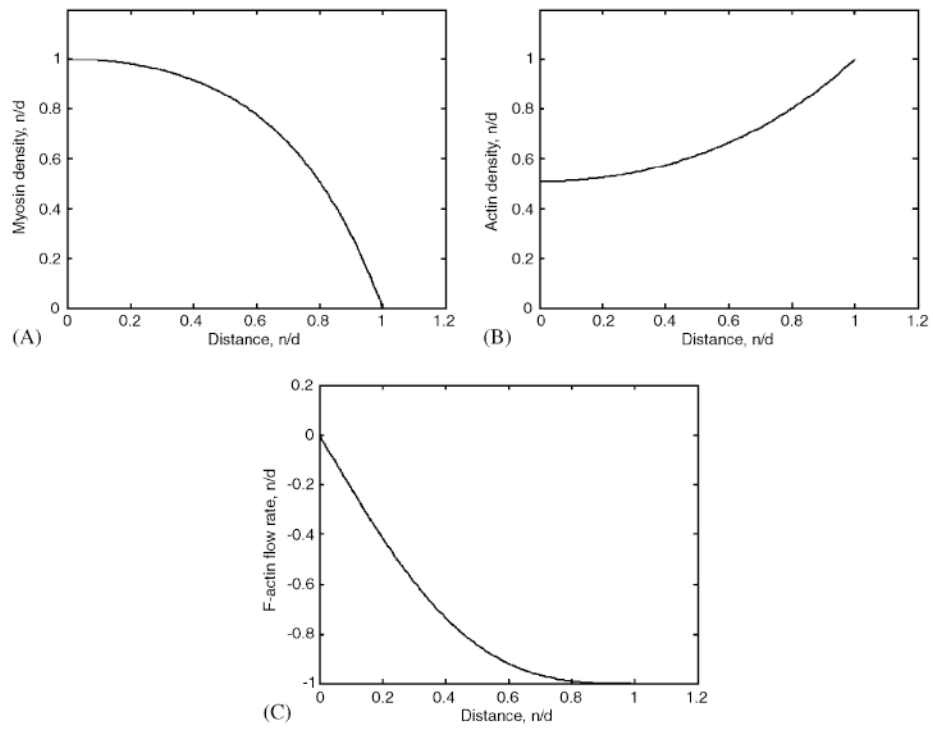 Myosin density, n/d
1
0.8
0.6
0.4
0.2
0
0 0.2 0.4 0.6 0.8 1 1.2
Distance, n/d
(A)
Actin density, n/d
1
0.8
0.6
0.4
0.2
0
0 0.2 0.4 0.6 0.8 1 1.2
Distance, n/d
(B)
F-actin flow rate, n/d
0.2
0
-0.2
-0.4
-0.6
-0.8
-1
0 0.2 0.4 0.6 0.8 1 1.2
Distance, n/d
(C)